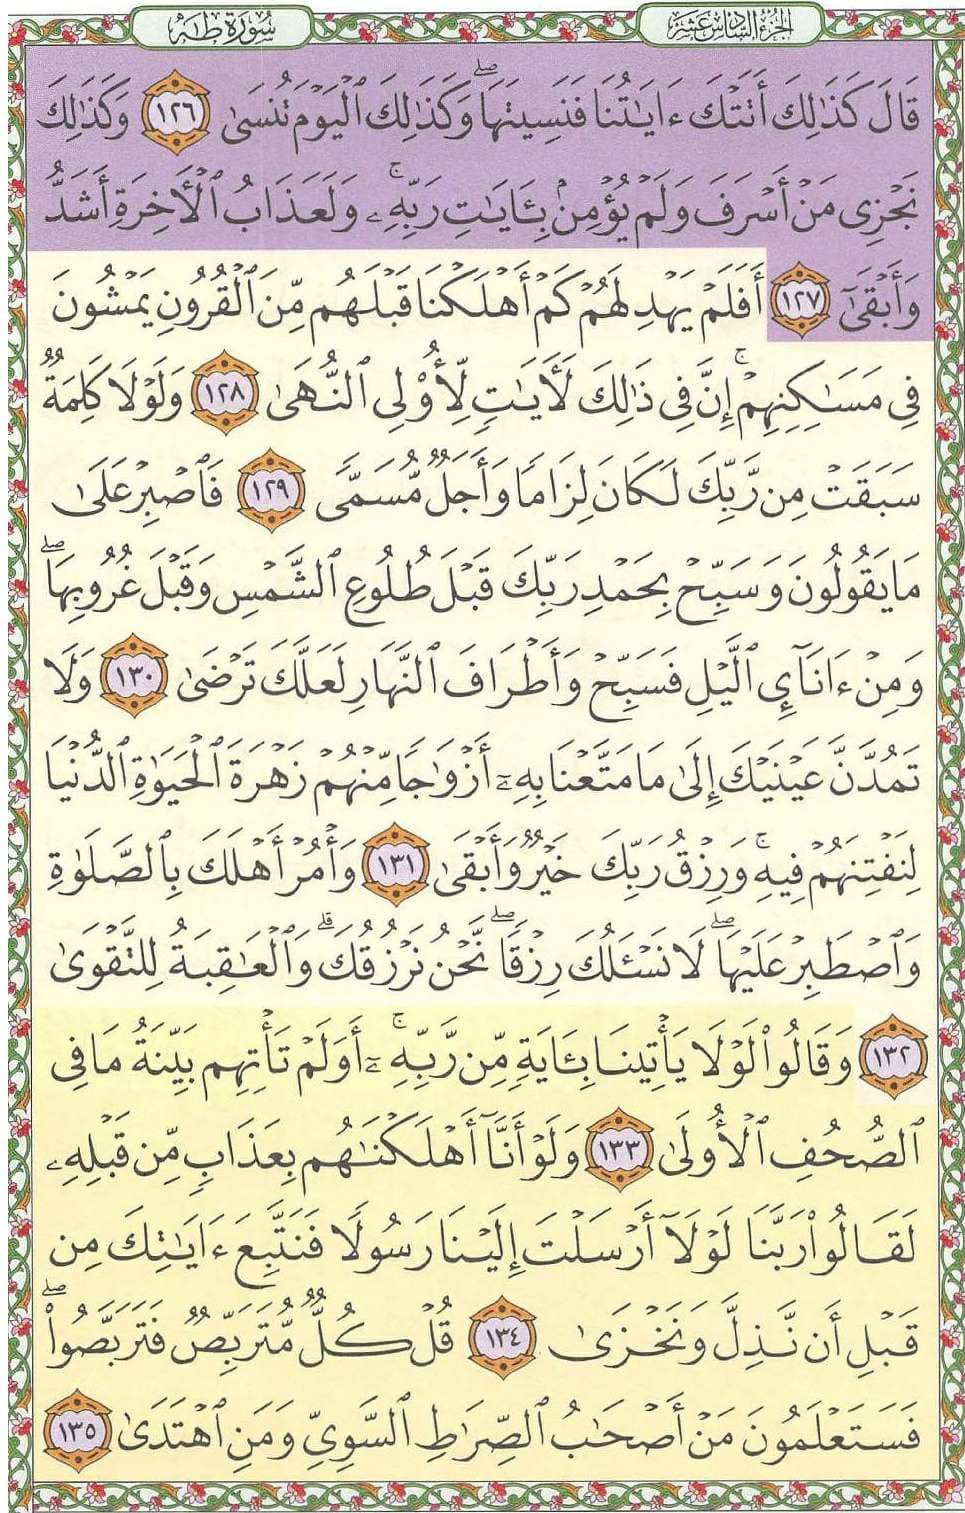 الجزء السادس عشر
سورة طه
قَالَ كَذَٰلِكَ أَتَتْكَ ءَايَٰتُنَا فَنَسِيتَهَاۖ وَكَذَٰلِكَ ٱلْيَوْمَ تُنسَىٰ ١٢٦ وَكَذَٰلِكَ
نَجْزِى مَنْ أَسْرَفَ وَلَمْ يُؤْمِنۢ بِـَٔايَٰتِ رَبِّهِۦۚ وَلَعَذَابُ ٱلْأَخِرَةِ أَشَدُّ
وَأَبْقَىٰٓ ١٢٧ أَفَلَمْ يَهْدِ لَهُمْ كَمْ أَهْلَكْنَا قَبْلَهُم مِّنَ ٱلْقُرُونِ يَمْشُونَ
فِى مَسَٰكِنِهِمْۚ إِنَّ فِى ذَٰلِكَ لَأَيَٰتٍ لِّأُو۟لِى ٱلنُّهَىٰ ١٢٨ وَلَوْلَا كَلِمَةٌ
سَبَقَتْ مِن رَّبِّكَ لَكَانَ لِزَامًا وَأَجَلٌ مُّسَمًّى ١٢٩ فَٱصْبِرْ عَلَىٰ
مَا يَقُولُونَ وَسَبِّحْ بِحَمْدِ رَبِّكَ قَبْلَ طُلُوعِ ٱلشَّمْسِ وَقَبْلَ غُرُوبِهَاۖ
وَمِنْ ءَانَآئِ ٱلَّيْلِ فَسَبِّحْ وَأَطْرَافَ ٱلنَّهَارِ لَعَلَّكَ تَرْضَىٰ ١٣٠ وَلَا
تَمُدَّنَّ عَيْنَيْكَ إِلَىٰ مَا مَتَّعْنَا بِهِۦٓ أَزْوَٰجًا مِّنْهُمْ زَهْرَةَ ٱلْحَيَوٰةِ ٱلدُّنْيَا
لِنَفْتِنَهُمْ فِيهِۚ وَرِزْقُ رَبِّكَ خَيْرٌ وَأَبْقَىٰ ١٣١ وَأْمُرْ أَهْلَكَ بِٱلصَّلَوٰةِ
وَٱصْطَبِرْ عَلَيْهَاۖ لَا نَسْـَٔلُكَ رِزْقًاۖ نَّحْنُ نَرْزُقُكَۗ وَٱلْعَٰقِبَةُ لِلتَّقْوَىٰ
١٣٢ وَقَالُوا۟ لَوْلَا يَأْتِينَا بِـَٔايَةٍ مِّن رَّبِّهِۦٓۚ أَوَلَمْ تَأْتِهِم بَيِّنَةُ مَا فِى
ٱلصُّحُفِ ٱلْأُولَىٰ ١٣٣ وَلَوْ أَنَّآ أَهْلَكْنَٰهُم بِعَذَابٍ مِّن قَبْلِهِۦ
لَقَالُوا۟ رَبَّنَا لَوْلَآ أَرْسَلْتَ إِلَيْنَا رَسُولًا فَنَتَّبِعَ ءَايَٰتِكَ مِن
قَبْلِ أَن نَّذِلَّ وَنَخْزَىٰ ١٣٤ قُلْ كُلٌّ مُّتَرَبِّصٌ فَتَرَبَّصُوا۟ۖ
فَسَتَعْلَمُونَ مَنْ أَصْحَٰبُ ٱلصِّرَٰطِ ٱلسَّوِىِّ وَمَنِ ٱهْتَدَىٰ ١٣٥